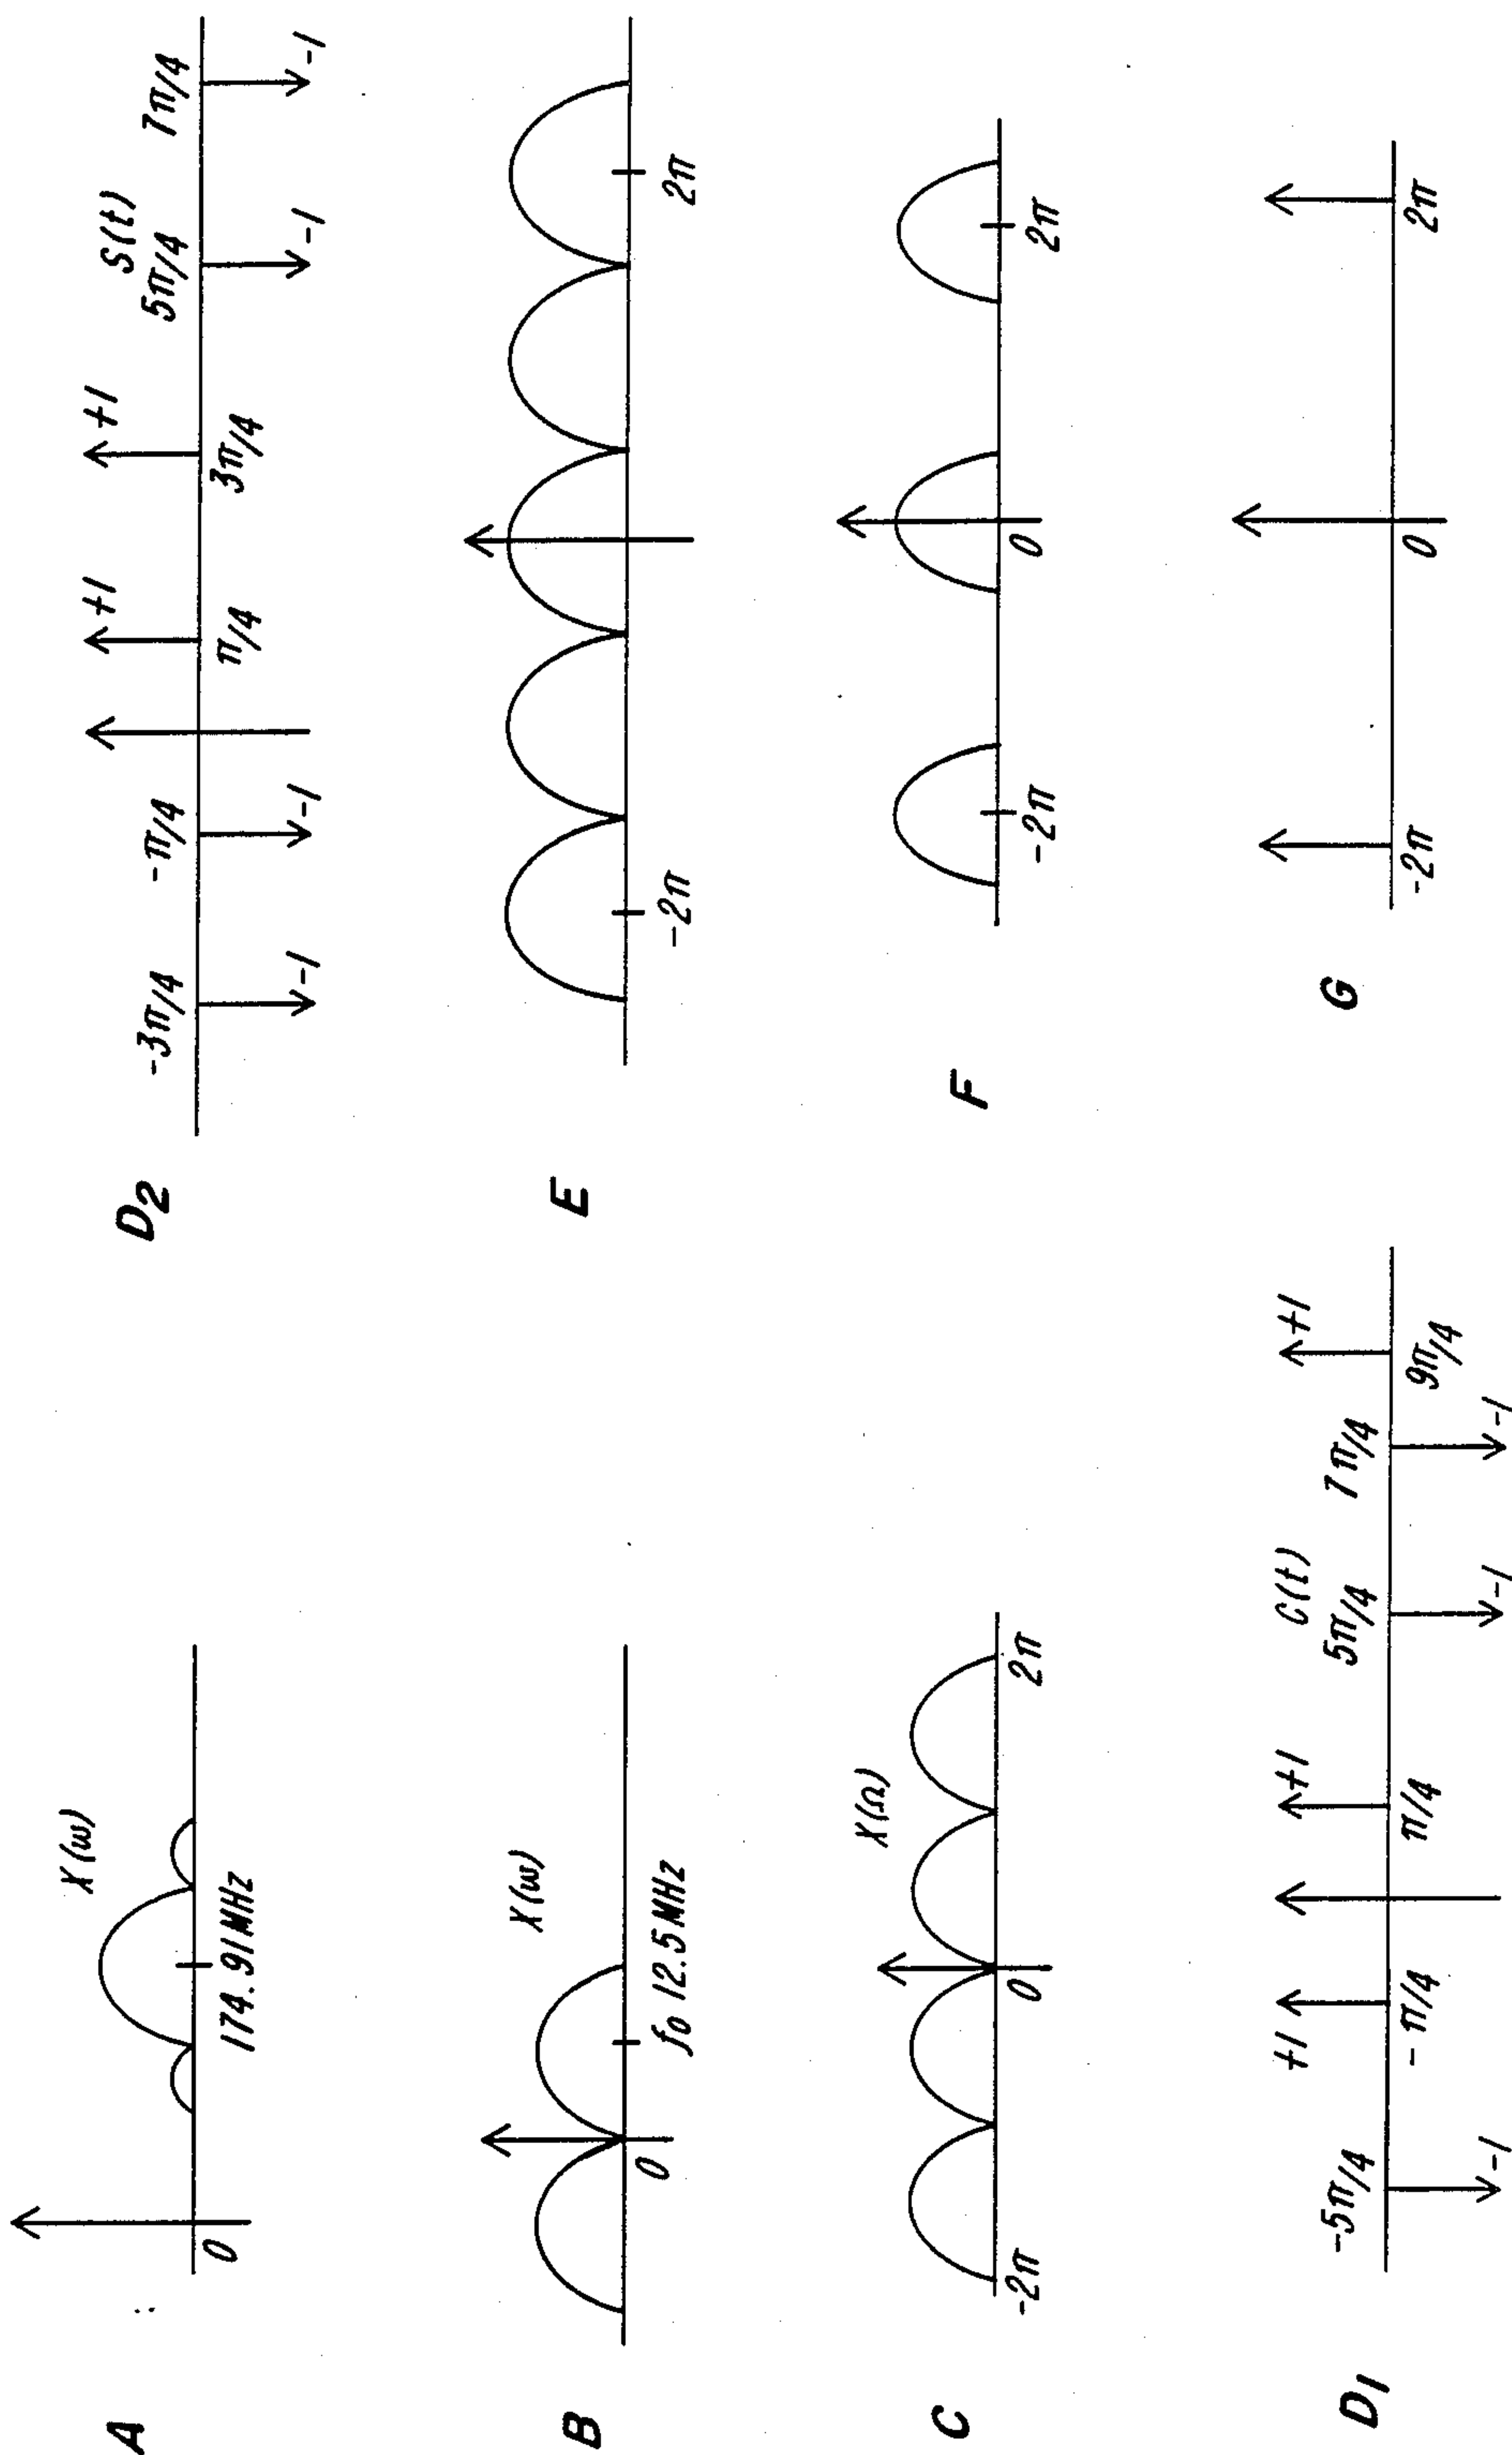 A
X(ω)
0
174.91MHz
B
X(ω)
0
f0 12.5MHz
C
X(Ω)
-2π
0
2π
D1
C(t)
-5π/4
+1
+1
5π/4
7π/4
+1
-1
-π/4
π/4
-1
-1
9π/4
D2
S(t)
-3π/4
-π/4
+1
+1
5π/4
7π/4
-1
-1
π/4
3π/4
-1
-1
E
-2π
2π
F
-2π
0
2π
G
-2π
0
2π